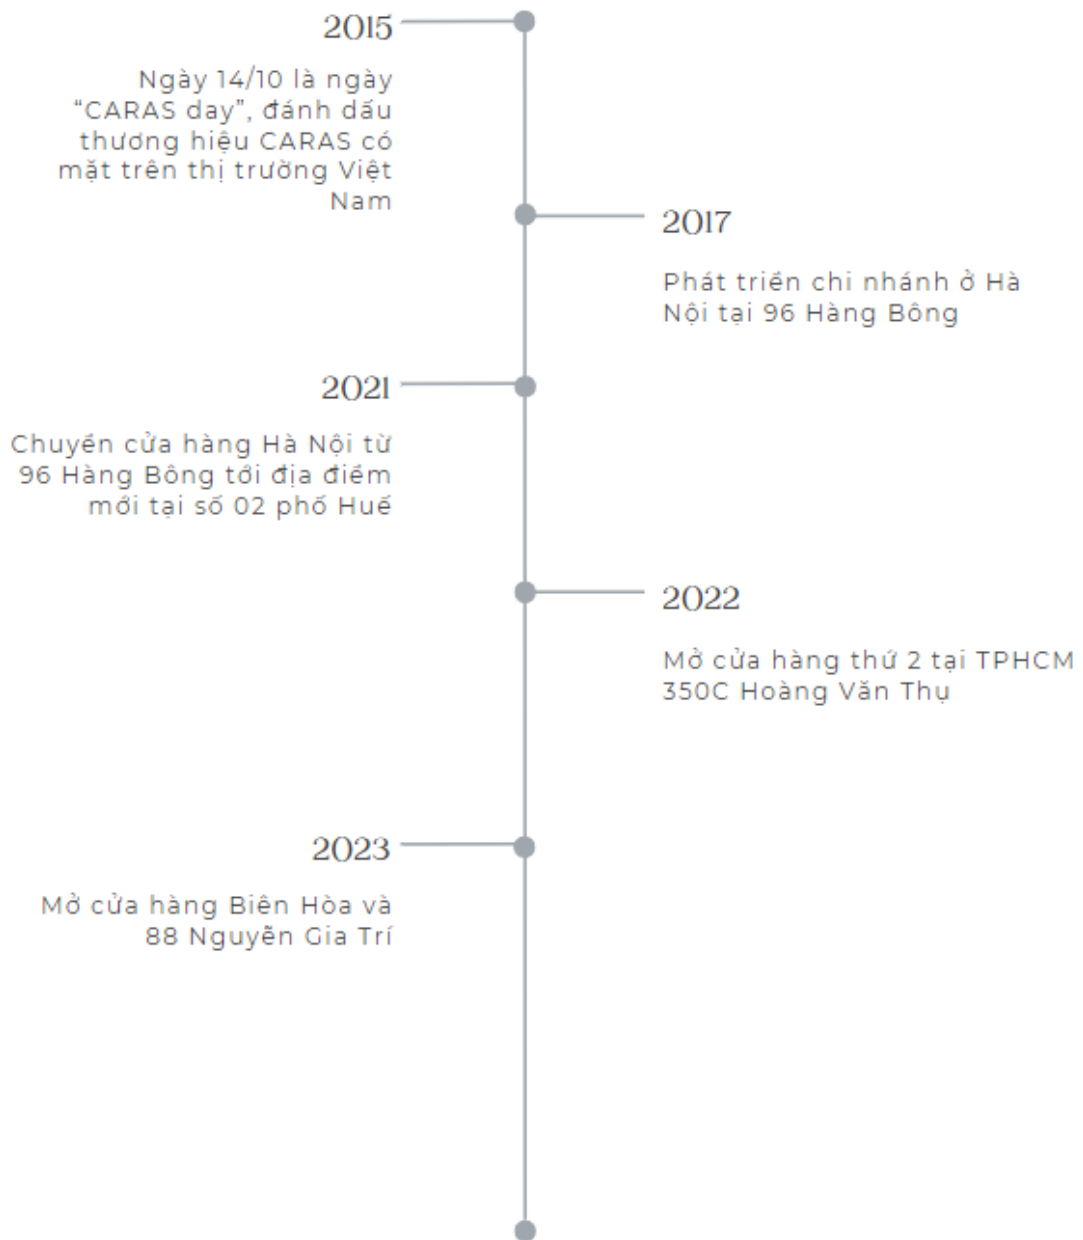 2015
Ngày 14/10 là ngày
“CARAS day”, đánh dấu
thương hiệu CARAS có
mặt trên thị trường Việt
Nam
2017
Phát triển chi nhánh ở Hà
Nội tại 96 Hàng Bông
2021
Chuyển cửa hàng Hà Nội từ
96 Hàng Bông tới địa điểm
mới tại số 02 phố Huế
2022
Mở cửa hàng thứ 2 tại TPHCM
350C Hoàng Văn Thụ
2023
Mở cửa hàng Biên Hòa và
88 Nguyễn Gia Trí